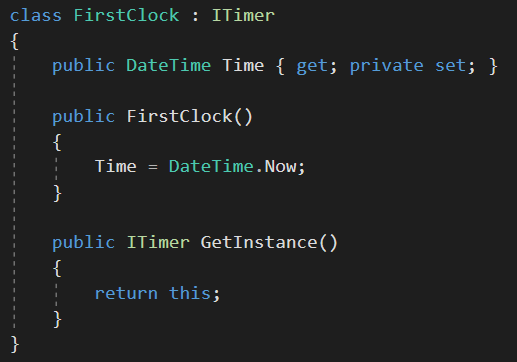 class FirstClock : ITimer
{
    public DateTime Time { get; private set; }
    public FirstClock()
    {
        Time = DateTime.Now;
    }
    public ITimer GetInstance()
    {
        return this;
    }
}